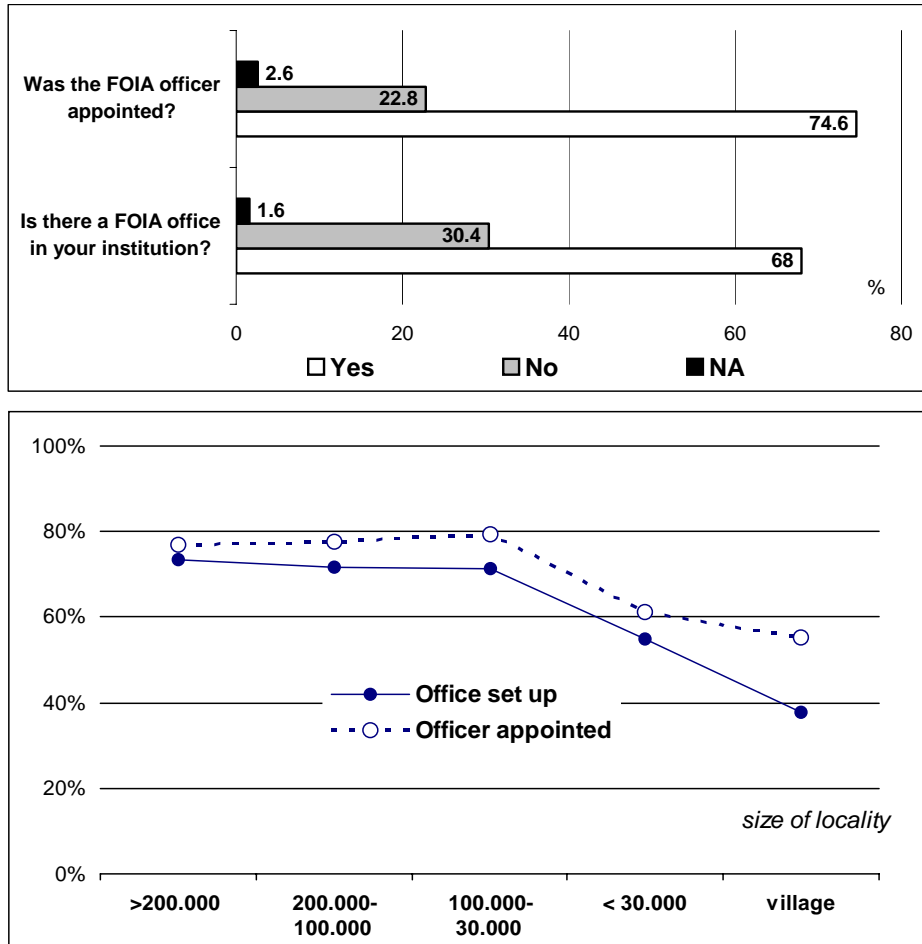 Was the FOIA officer
appointed?
2.6
22.8
74.6
Is there a FOIA office
in your institution?
1.6
30.4
68
%
0 20 40 60 80
Yes No NA
100%
80%
60%
40%
20%
0%
Office set up
Officer appointed
size of locality
>200.000 200.000- 100.000- < 30.000 village
100.000 30.000